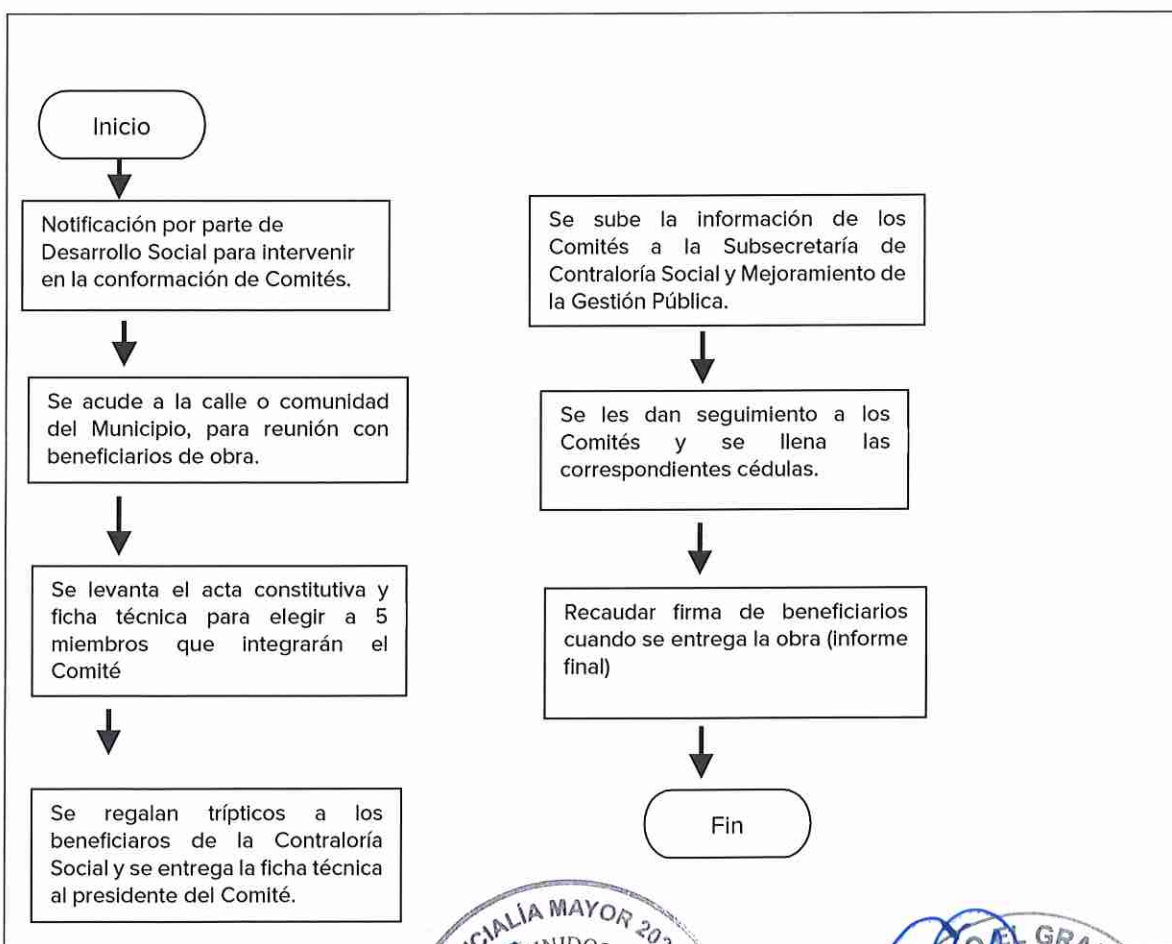 Inicio
Notificación por parte de
Desarrollo Social para intervenir
en la conformación de Comités.
Se acude a la calle o comunidad
del Municipio, para reunión con
beneficiarios de obra.
Se levanta el acta constitutiva y
ficha técnica para elegir a 5
miembros que integrarán el
Comité
Se regalan trípticos a los
beneficiaros de la Contraloría
Social y se entrega la ficha técnica
al presidente del Comité.
Se sube la información de los
Comités a la Subsecretaría de
Contraloría Social y Mejoramiento de
la Gestión Pública.
Se les dan seguimiento a los
Comités y se llena las
correspondientes cédulas.
Recaudar firma de beneficiarios
cuando se entrega la obra (informe
final)
Fin
MAYOR
EL